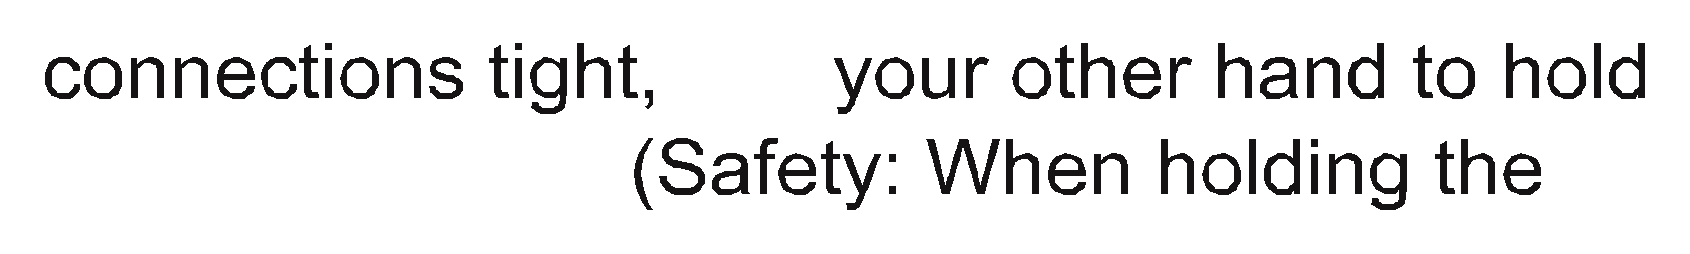 connections tight, your other hand to hold
(Safety: When holding the